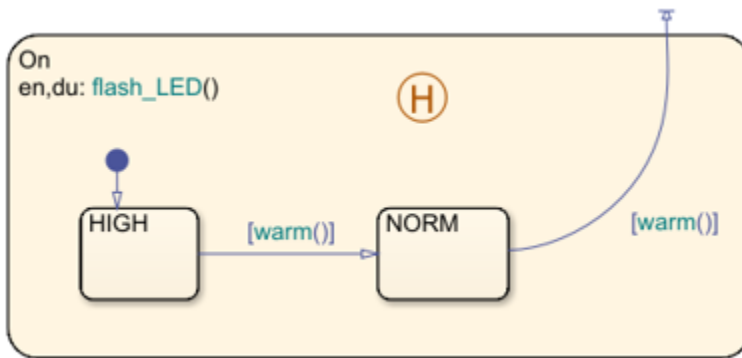 On
en,du: flash_LED()
H
HIGH
[warm()]
NORM
[warm()]